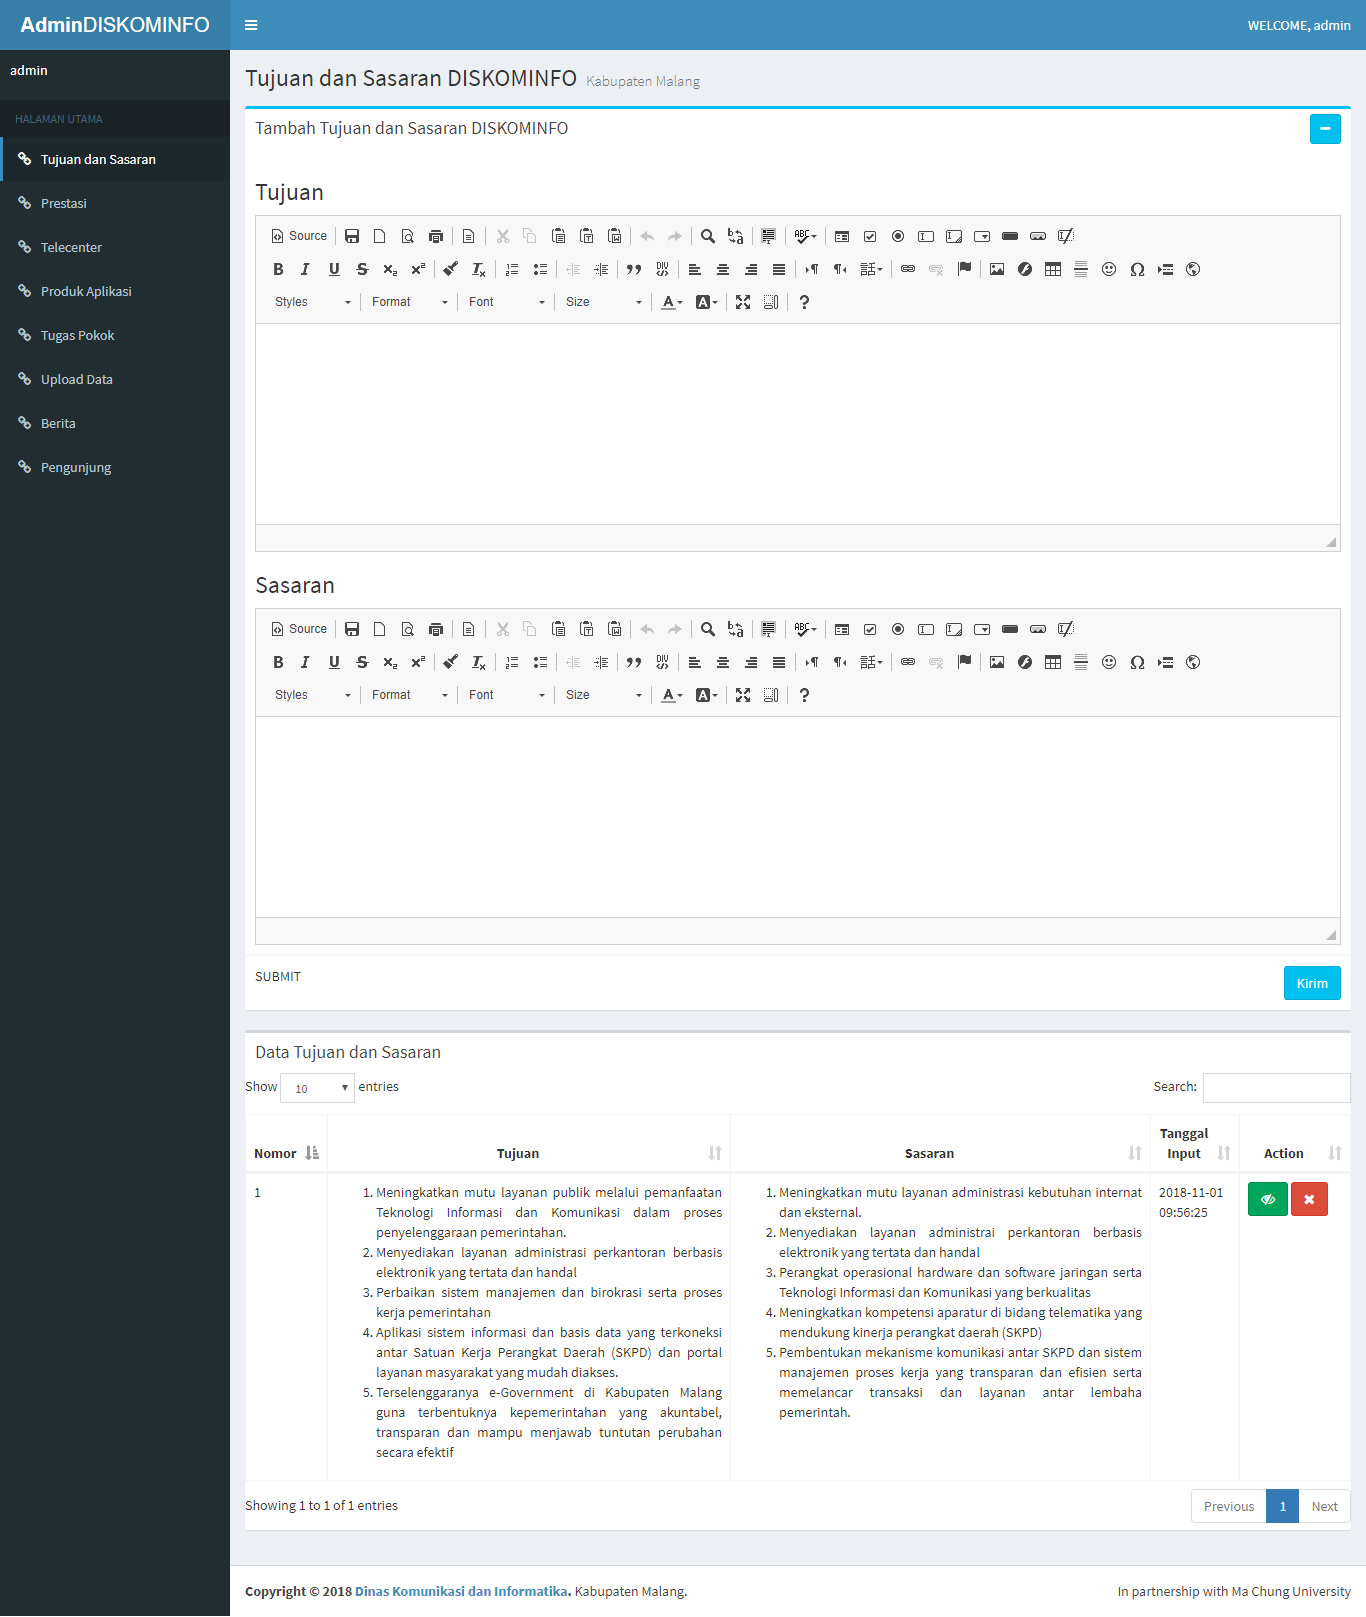 AdminDISKOMINFO
WELCOME, admin
admin
HALAMAN UTAMA
Tujuan dan Sasaran
Prestasi
Telecenter
Produk Aplikasi
Tugas Pokok
Upload Data
Berita
Pengunjung
Tujuan dan Sasaran DISKOMINFO Kabupaten Malang
Tambah Tujuan dan Sasaran DISKOMINFO
Tujuan
Source
Styles Format Font Size
Sasaran
Source
Styles Format Font Size
SUBMIT
Kirim
Data Tujuan dan Sasaran
Show 10 entries
Search:
Nomor Tujuan Sasaran Tanggal Input Action
1
1. Meningkatkan mutu layanan publik melalui pemanfaatan
Teknologi Informasi dan Komunikasi dalam proses
penyelenggaraan pemerintahan.
2. Menyediakan layanan administrasi perkantoran berbasis
elektronik yang tertata dan handal
3. Perbaikan sistem manajemen dan birokrasi serta proses
kerja pemerintahan
4. Aplikasi sistem informasi dan basis data yang terkoneksi
antar Satuan Kerja Perangkat Daerah (SKPD) dan portal
layanan masyarakat yang mudah diakses.
5. Terselenggaranya e-Government di Kabupaten Malang
guna terbentuknya kepemerintahan yang akuntabel,
transparan dan mampu menjawab tuntutan perubahan
secara efektif
1. Meningkatkan mutu layanan administrasi kebutuhan internat
dan eksternal.
2. Menyediakan layanan administrai perkantoran berbasis
elektronik yang tertata dan handal
3. Perangkat operasional hardware dan software jaringan serta
Teknologi Informasi dan Komunikasi yang berkualitas
4. Meningkatkan kompetensi aparatur di bidang telematika yang
mendukung kinerja perangkat daerah (SKPD)
5. Pembentukan mekanisme komunikasi antar SKPD dan sistem
manajemen proses kerja yang transparan dan efisien serta
memelancar transaksi dan layanan antar lembaha
pemerintah.
2018-11-01
09:56:25
Showing 1 to 1 of 1 entries
Previous 1 Next
Copyright © 2018 Dinas Komunikasi dan Informatika. Kabupaten Malang.
In partnership with Ma Chung University